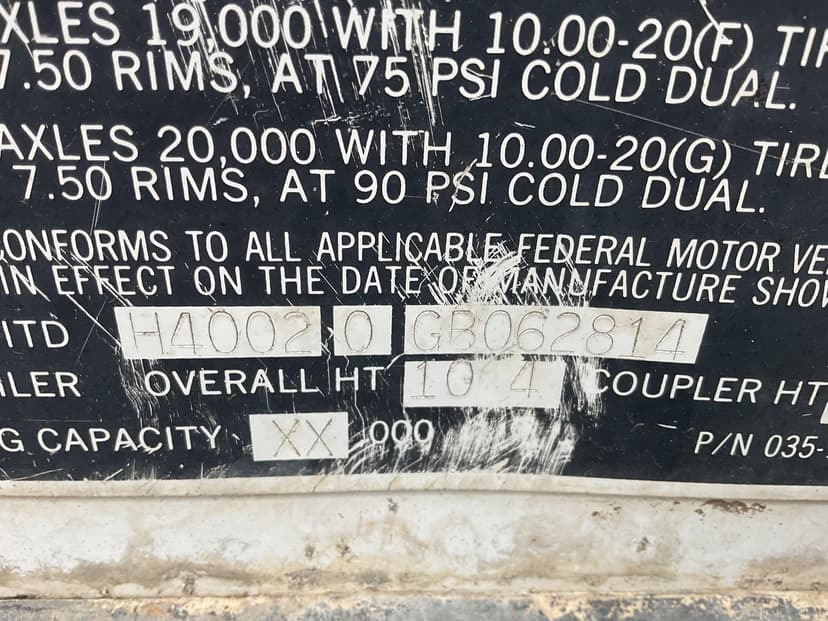 AXLES 19,000 WITH 10.00-20(F) TIR
7.50 RIMS, AT 75 PSI COLD DUAL.
AXLES 20,000 WITH 10.00-20(G) TIRE
7.50 RIMS, AT 90 PSI COLD DUAL.
CONFORMS TO ALL APPLICABLE FEDERAL MOTOR VE
IN EFFECT ON THE DATE OF MANUFACTURE SHOW
ITD H4002 0 GB062814
ILER OVERALL HT 10 4 COUPLER HT
G CAPACITY XX ,000 P/N 035-